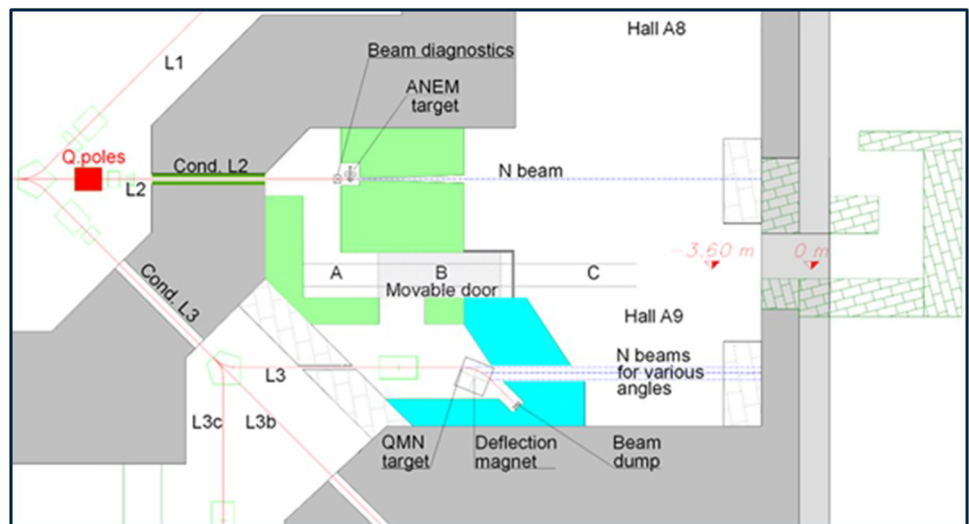 Hall A8
L1
Beam diagnostics
ANEM
target
Q.poles
Cond. L2
L2
N beam
Cond. L3
A
B
C
Movable door
-3.60 m
0 m
Hall A9
L3
N beams
for various
angles
L3c
L3b
QMN
target
Deflection
magnet
Beam
dump